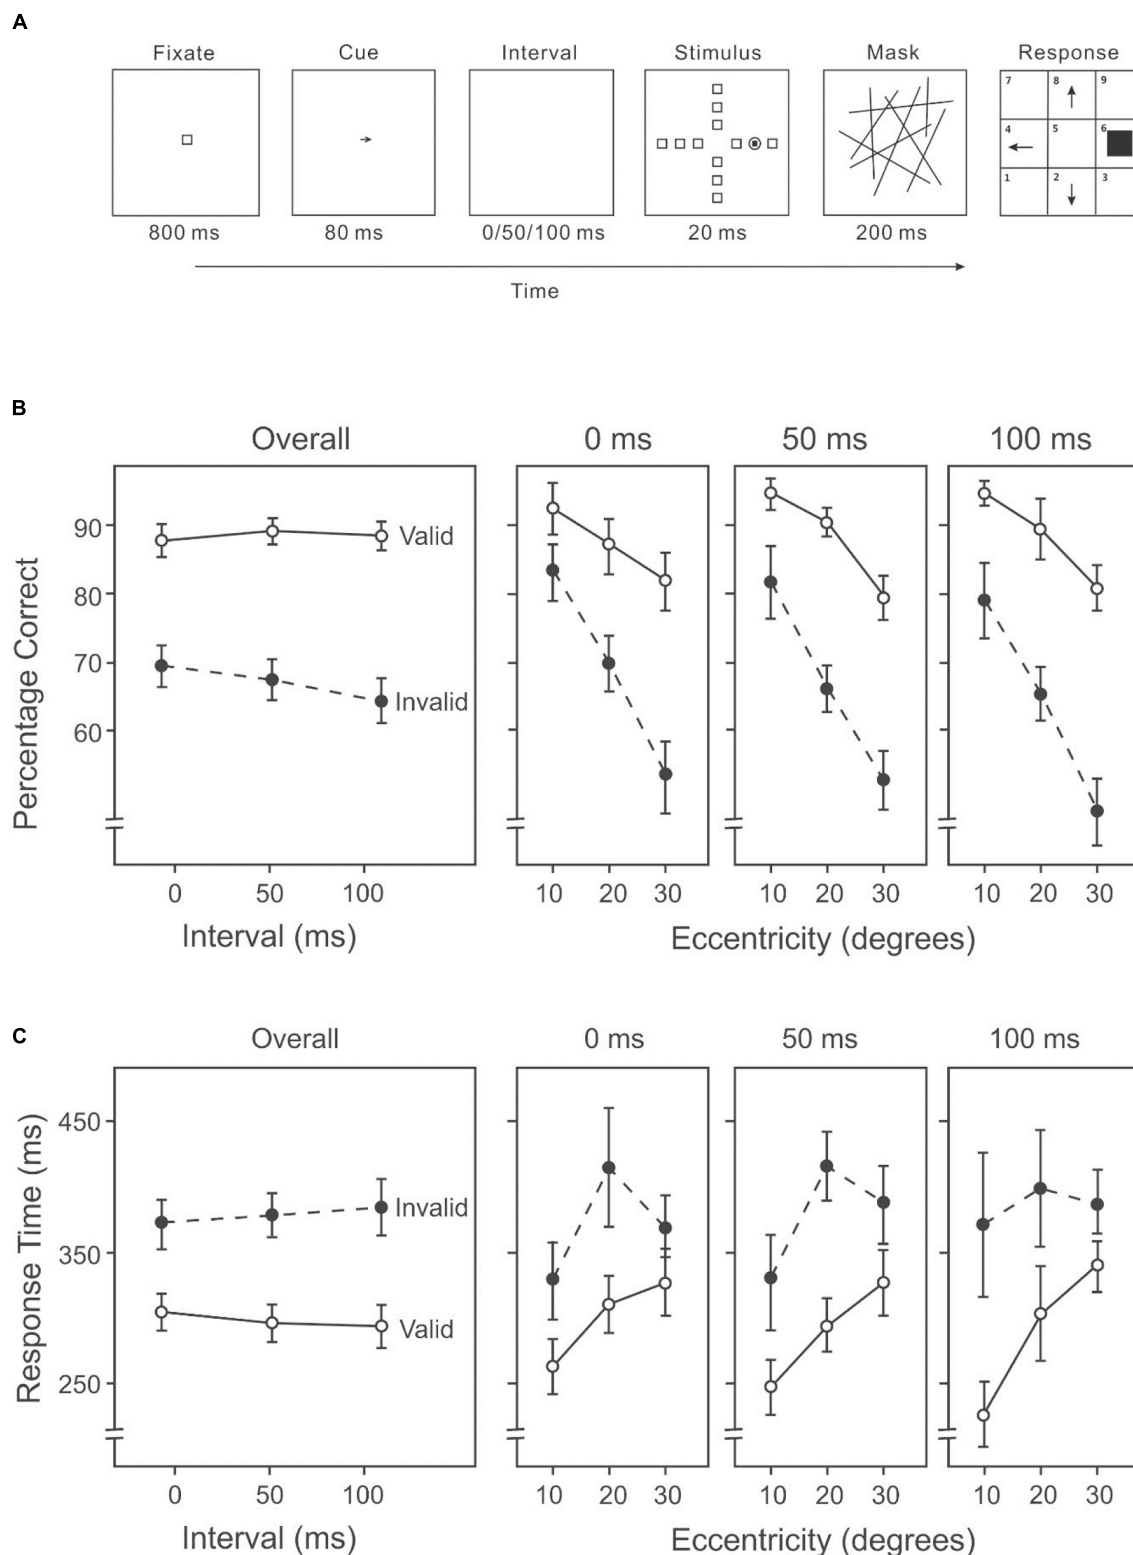 A
Fixate Cue Interval Stimulus Mask Response
7 8 9
4 5 6
1 2 3
800 ms 80 ms 0/50/100 ms 20 ms 200 ms
Time
B
Overall 0 ms 50 ms 100 ms
Percentage Correct
90
80
70
60
Valid
Invalid
0 50 100 10 20 30 10 20 30 10 20 30
Interval (ms) Eccentricity (degrees)
C
Overall 0 ms 50 ms 100 ms
Response Time (ms)
450
350
250
Invalid
Valid
0 50 100 10 20 30 10 20 30 10 20 30
Interval (ms) Eccentricity (degrees)